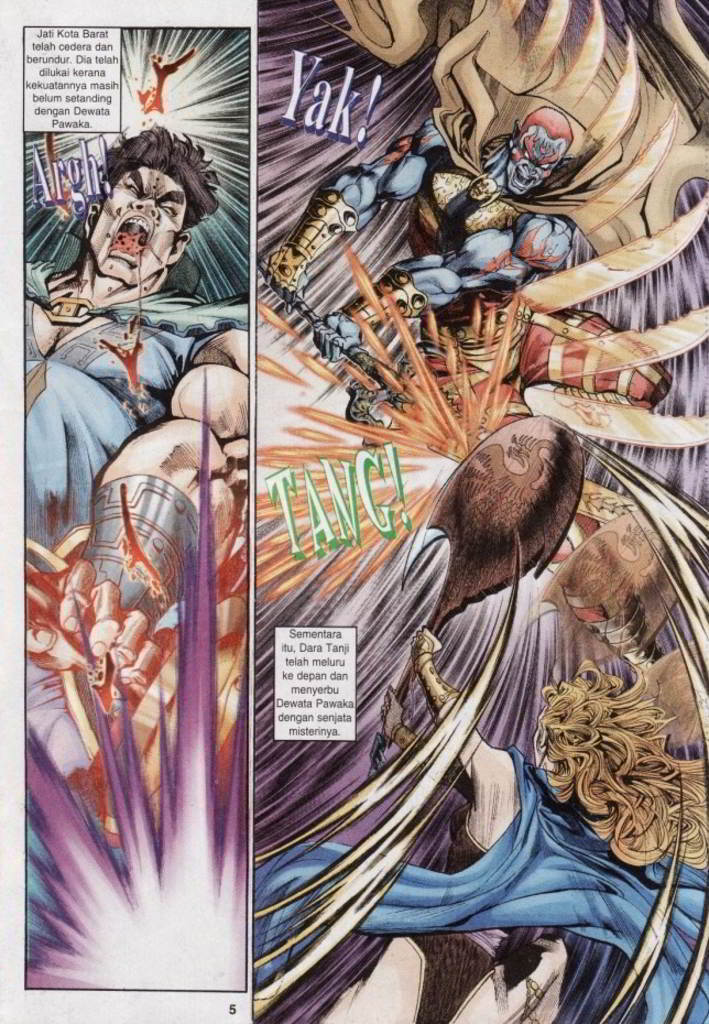 Jati Kota Barat
telah cedera dan
berundur. Dia telah
dilukai kerana
kekuatannya masih
belum setanding
dengan Dewata
Pawaka.
Argh!
Yak!
TANG!
Sementara
itu, Dara Tanji
telah meluru
ke depan dan
menyerbu
Dewata Pawaka
dengan senjata
misterinya.
5